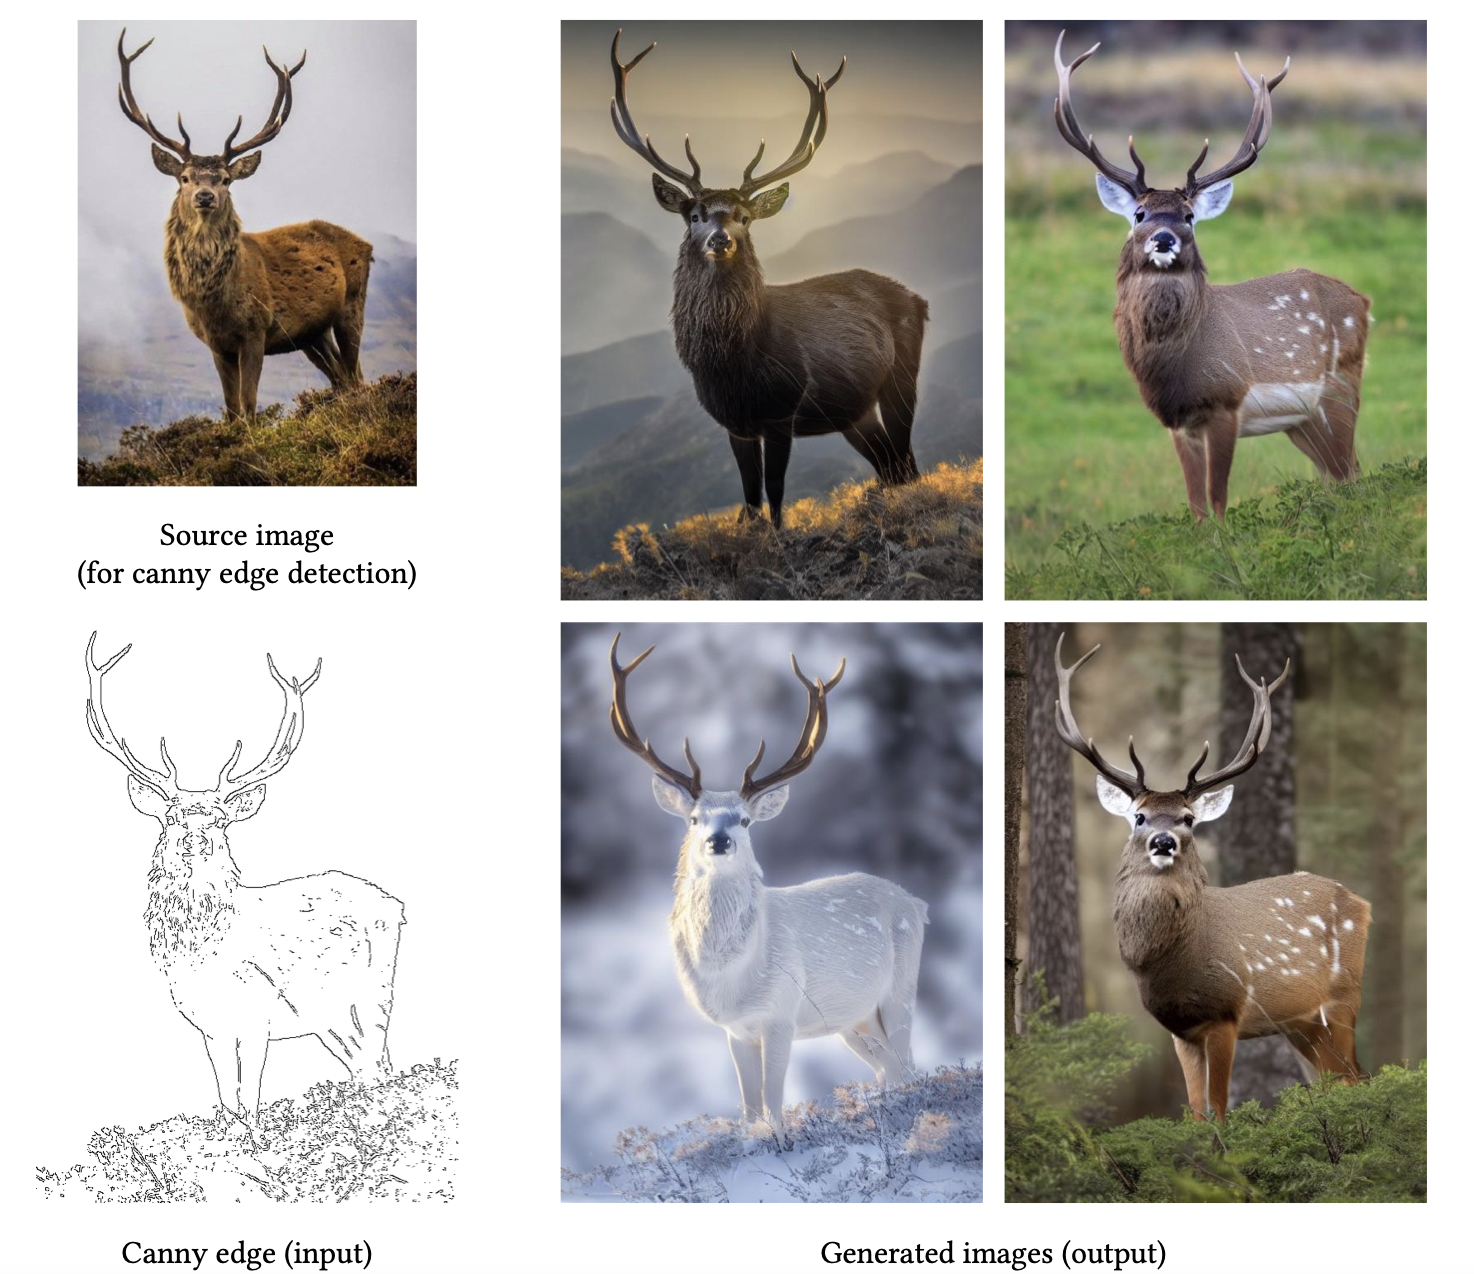 Source image
(for canny edge detection)
Canny edge (input)
Generated images (output)